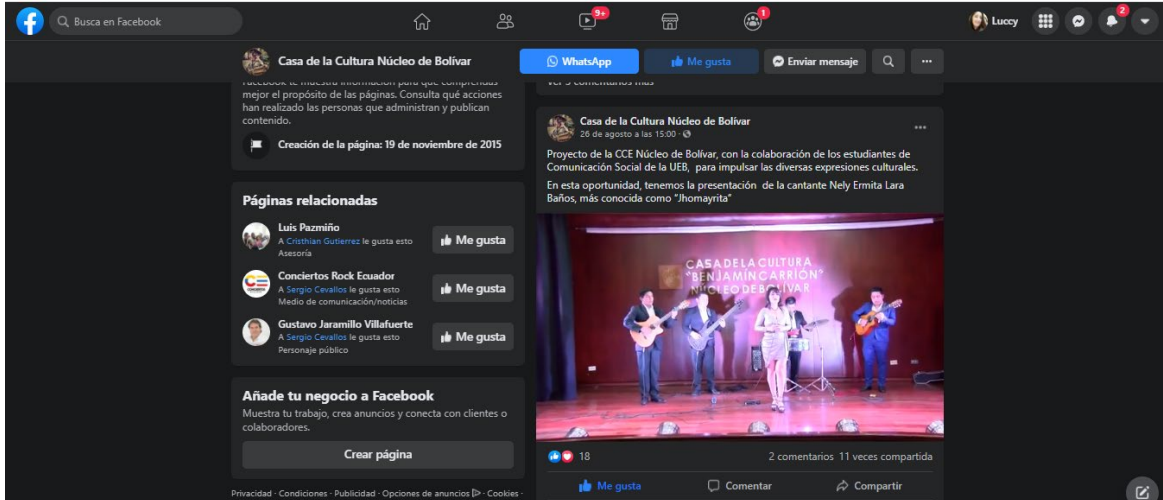 Busca en Facebook
9+
1
Luccy
2
Casa de la Cultura Núcleo de Bolívar
WhatsApp
Me gusta
Enviar mensaje
Facebook te muestra información para que comprendas
mejor el propósito de las páginas. Consulta qué acciones
han realizado las personas que administran y publican
contenido.
Creación de la página: 19 de noviembre de 2015
Páginas relacionadas
Luis Pazmiño
A Cristhian Gutierrez le gusta esto
Asesoría
Me gusta
Conciertos Rock Ecuador
A Sergio Cevallos le gusta esto
Medio de comunicación/noticias
Me gusta
Gustavo Jaramillo Villafuerte
A Sergio Cevallos le gusta esto
Personaje público
Me gusta
Añade tu negocio a Facebook
Muestra tu trabajo, crea anuncios y conecta con clientes o
colaboradores.
Crear página
Privacidad · Condiciones · Publicidad · Opciones de anuncios · Cookies ·
Ver 5 comentarios más
Casa de la Cultura Núcleo de Bolívar
26 de agosto a las 15:00 ·
Proyecto de la CCE Núcleo de Bolívar, con la colaboración de los estudiantes de
Comunicación Social de la UEB, para impulsar las diversas expresiones culturales.
En esta oportunidad, tenemos la presentación de la cantante Nely Ermita Lara
Baños, más conocida como "Jhomayrita"
CASA DE LA CULTURA
"BENJAMÍN CARRIÓN"
NÚCLEO DE BOLÍVAR
18
2 comentarios 11 veces compartida
Me gusta
Comentar
Compartir